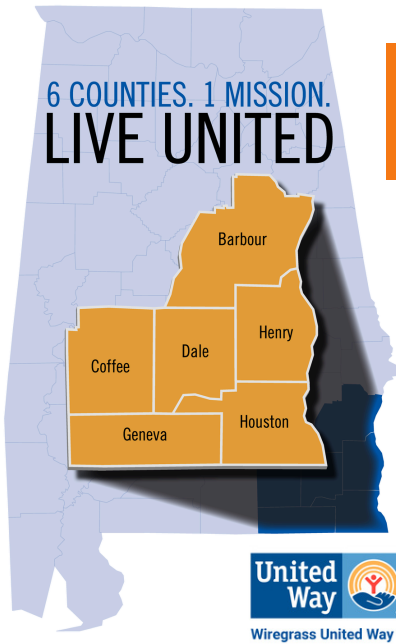 6 COUNTIES. 1 MISSION.
LIVE UNITED
Barbour
Henry
Dale
Coffee
Houston
Geneva
United
Way
Wiregrass United Way